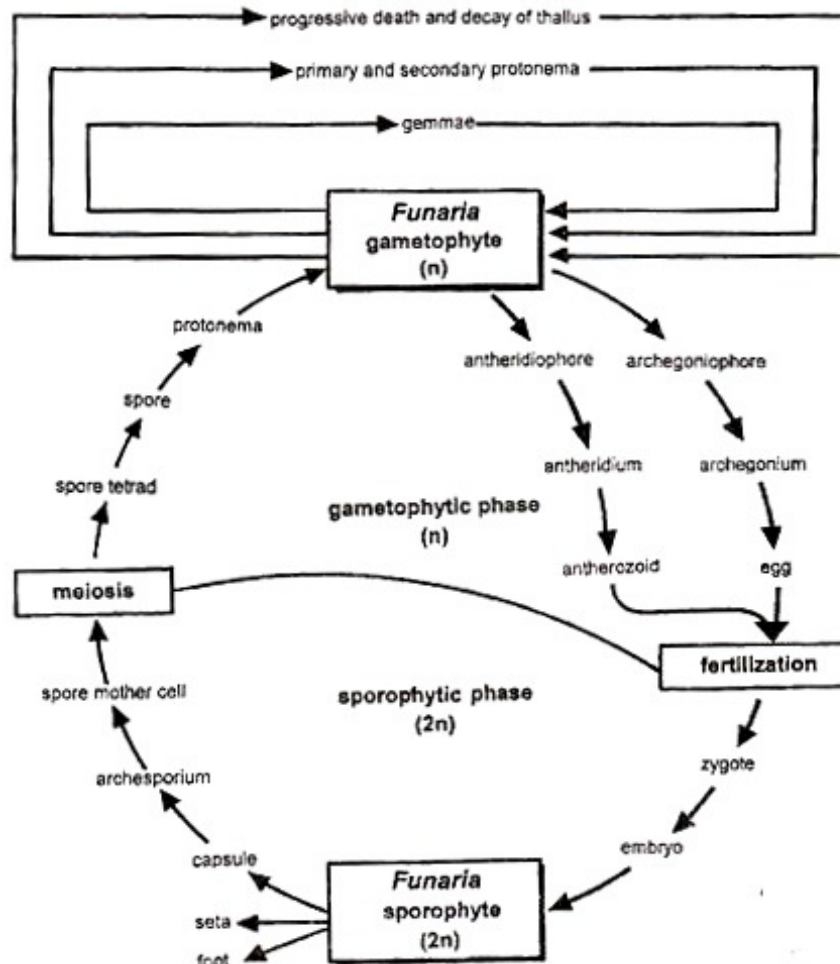 progressive death and decay of thallus
primary and secondary protonema
gemmae
Funaria
gametophyte
(n)
protonema
antheridiophore
archegoniophore
spore
antheridium
archegonium
spore tetrad
gametophytic phase
(n)
antherozoid
egg
meiosis
fertilization
spore mother cell
sporophytic phase
(2n)
zygote
archesporium
embryo
capsule
Funaria
sporophyte
(2n)
seta
foot